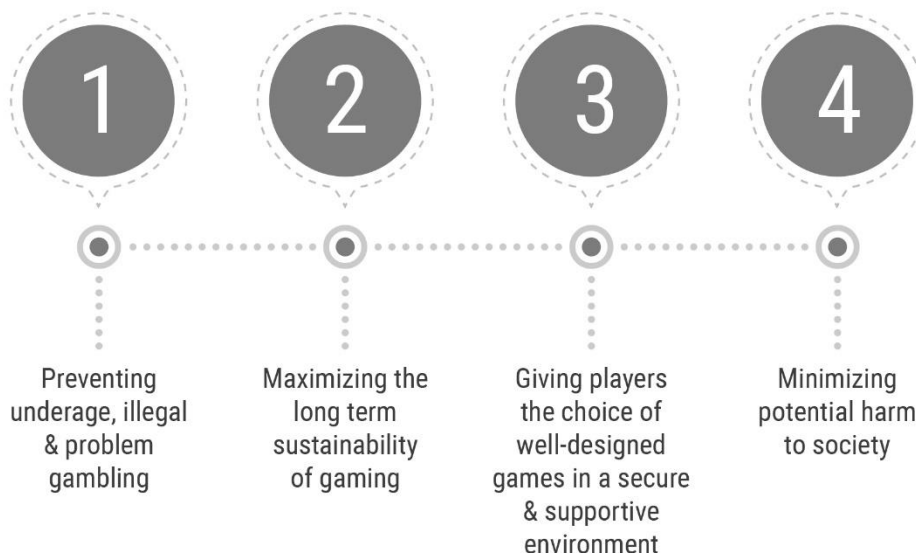 1
2
3
4
Preventing
underage, illegal
& problem
gambling
Maximizing the
long term
sustainability
of gaming
Giving players
the choice of
well-designed
games in a secure
& supportive
environment
Minimizing
potential harm
to society